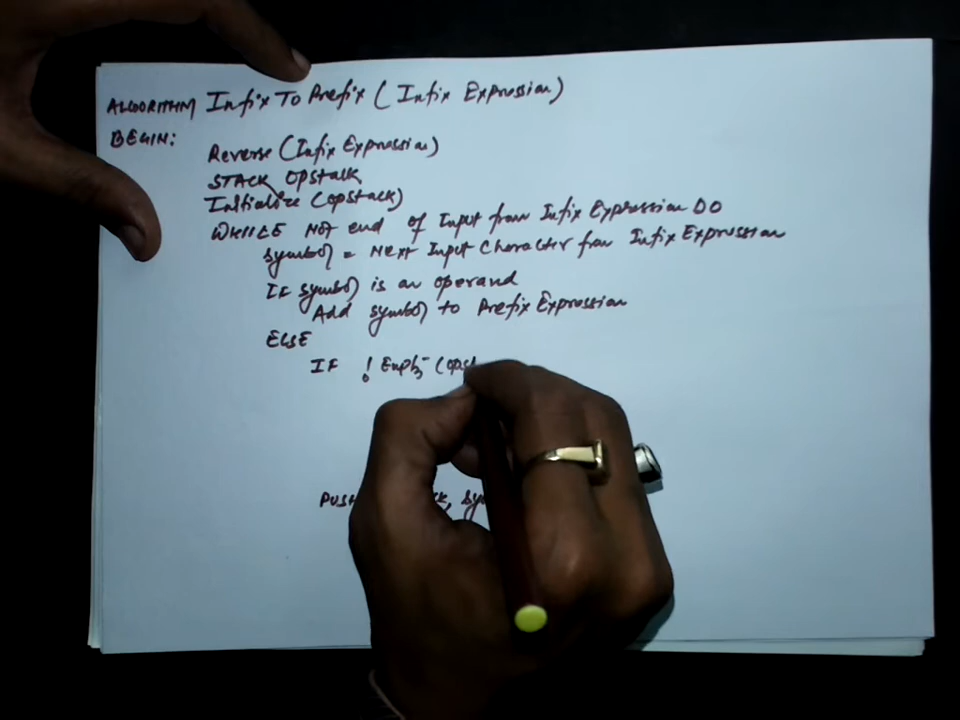 ALGORITHM Infix To Prefix ( Infix Expression)
BEGIN:
Reverse (Infix Expression)
STACK OPstack
Initialize (opstack)
WHILE Not end of Input from Infix Expression DO
symbol = Next Input Character from Infix Expression
IF symbol is an operand
Add symbol to Prefix Expression
ELSE
IF ! Empty (opst
PUSH